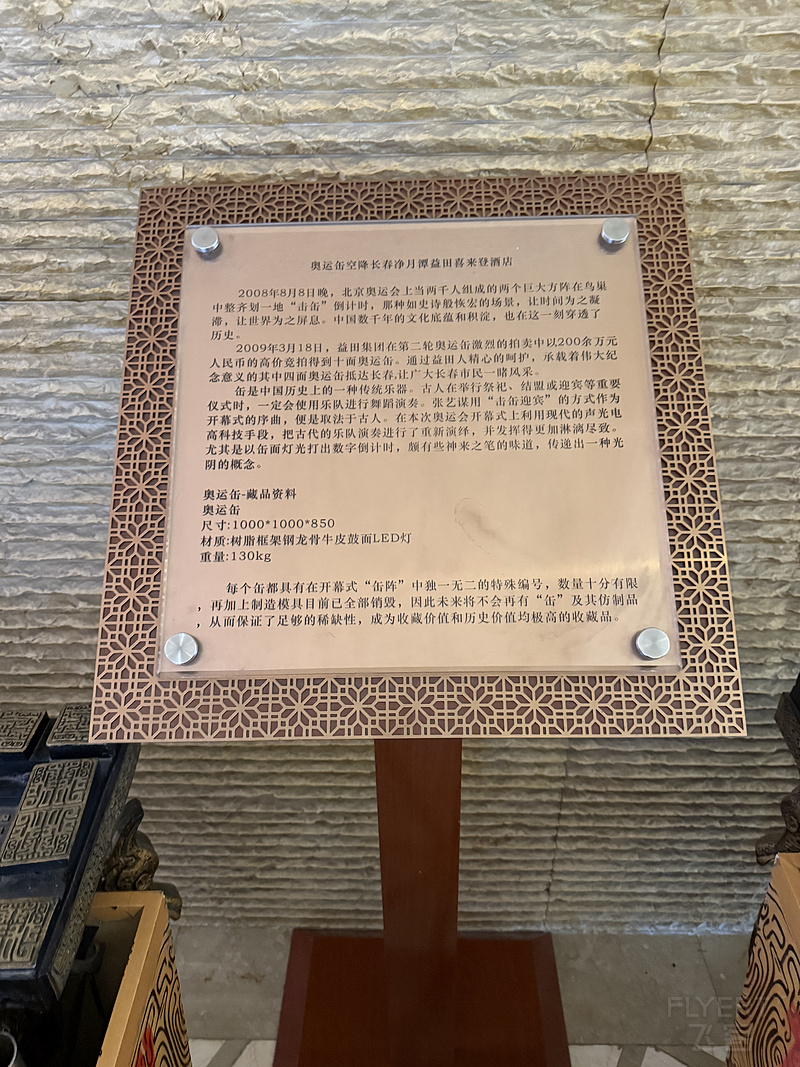 奥运缶空降长春净月潭益田喜来登酒店
2008年8月8日晚，北京奥运会上当两千人组成的两个巨大方阵在鸟巢
中整齐划一地“击缶”倒计时，那种如史诗般恢宏的场景，让时间为之凝
滞，让世界为之屏息。中国数千年的文化底蕴和积淀，也在这一刻穿透了
历史。
2009年3月18日，益田集团在第二轮奥运缶激烈的拍卖中以200余万元
人民币的高价竞拍得到十面奥运缶。通过益田人精心的呵护，承载着伟大纪
念意义的其中四面奥运缶抵达长春,让广大长春市民一睹风采。
缶是中国历史上的一种传统乐器。古人在举行祭祀、结盟或迎宾等重要
仪式时，一定会使用乐队进行舞蹈演奏。张艺谋用“击缶迎宾”的方式作为
开幕式的序曲，便是取法于古人。在本次奥运会开幕式上利用现代的声光电
高科技手段，把古代的乐队演奏进行了重新演绎，并发挥得更加淋漓尽致。
尤其是以缶面灯光打出数字倒计时，颇有些神来之笔的味道，传递出一种光
阴的概念。
奥运缶-藏品资料
奥运缶
尺寸:1000*1000*850
材质:树脂框架钢龙骨牛皮鼓面LED灯
重量:130kg
每个缶都具有在开幕式“缶阵”中独一无二的特殊编号，数量十分有限
，再加上制造模具目前已全部销毁，因此未来将不会再有“缶”及其仿制品
，从而保证了足够的稀缺性，成为收藏价值和历史价值均极高的收藏品。
FLYERT